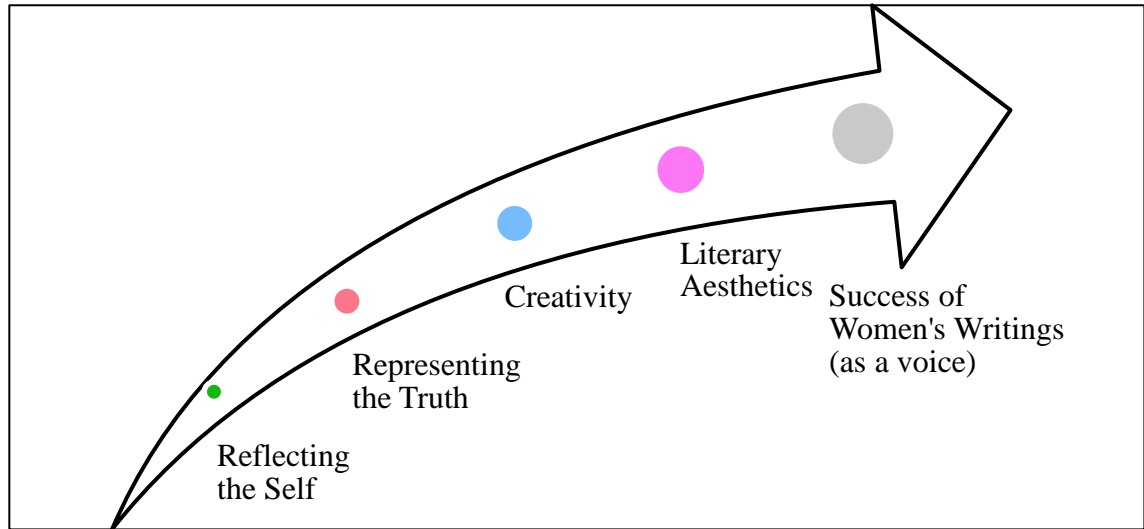 Reflecting
the Self
Representing
the Truth
Creativity
Literary
Aesthetics
Success of
Women's Writings
(as a voice)